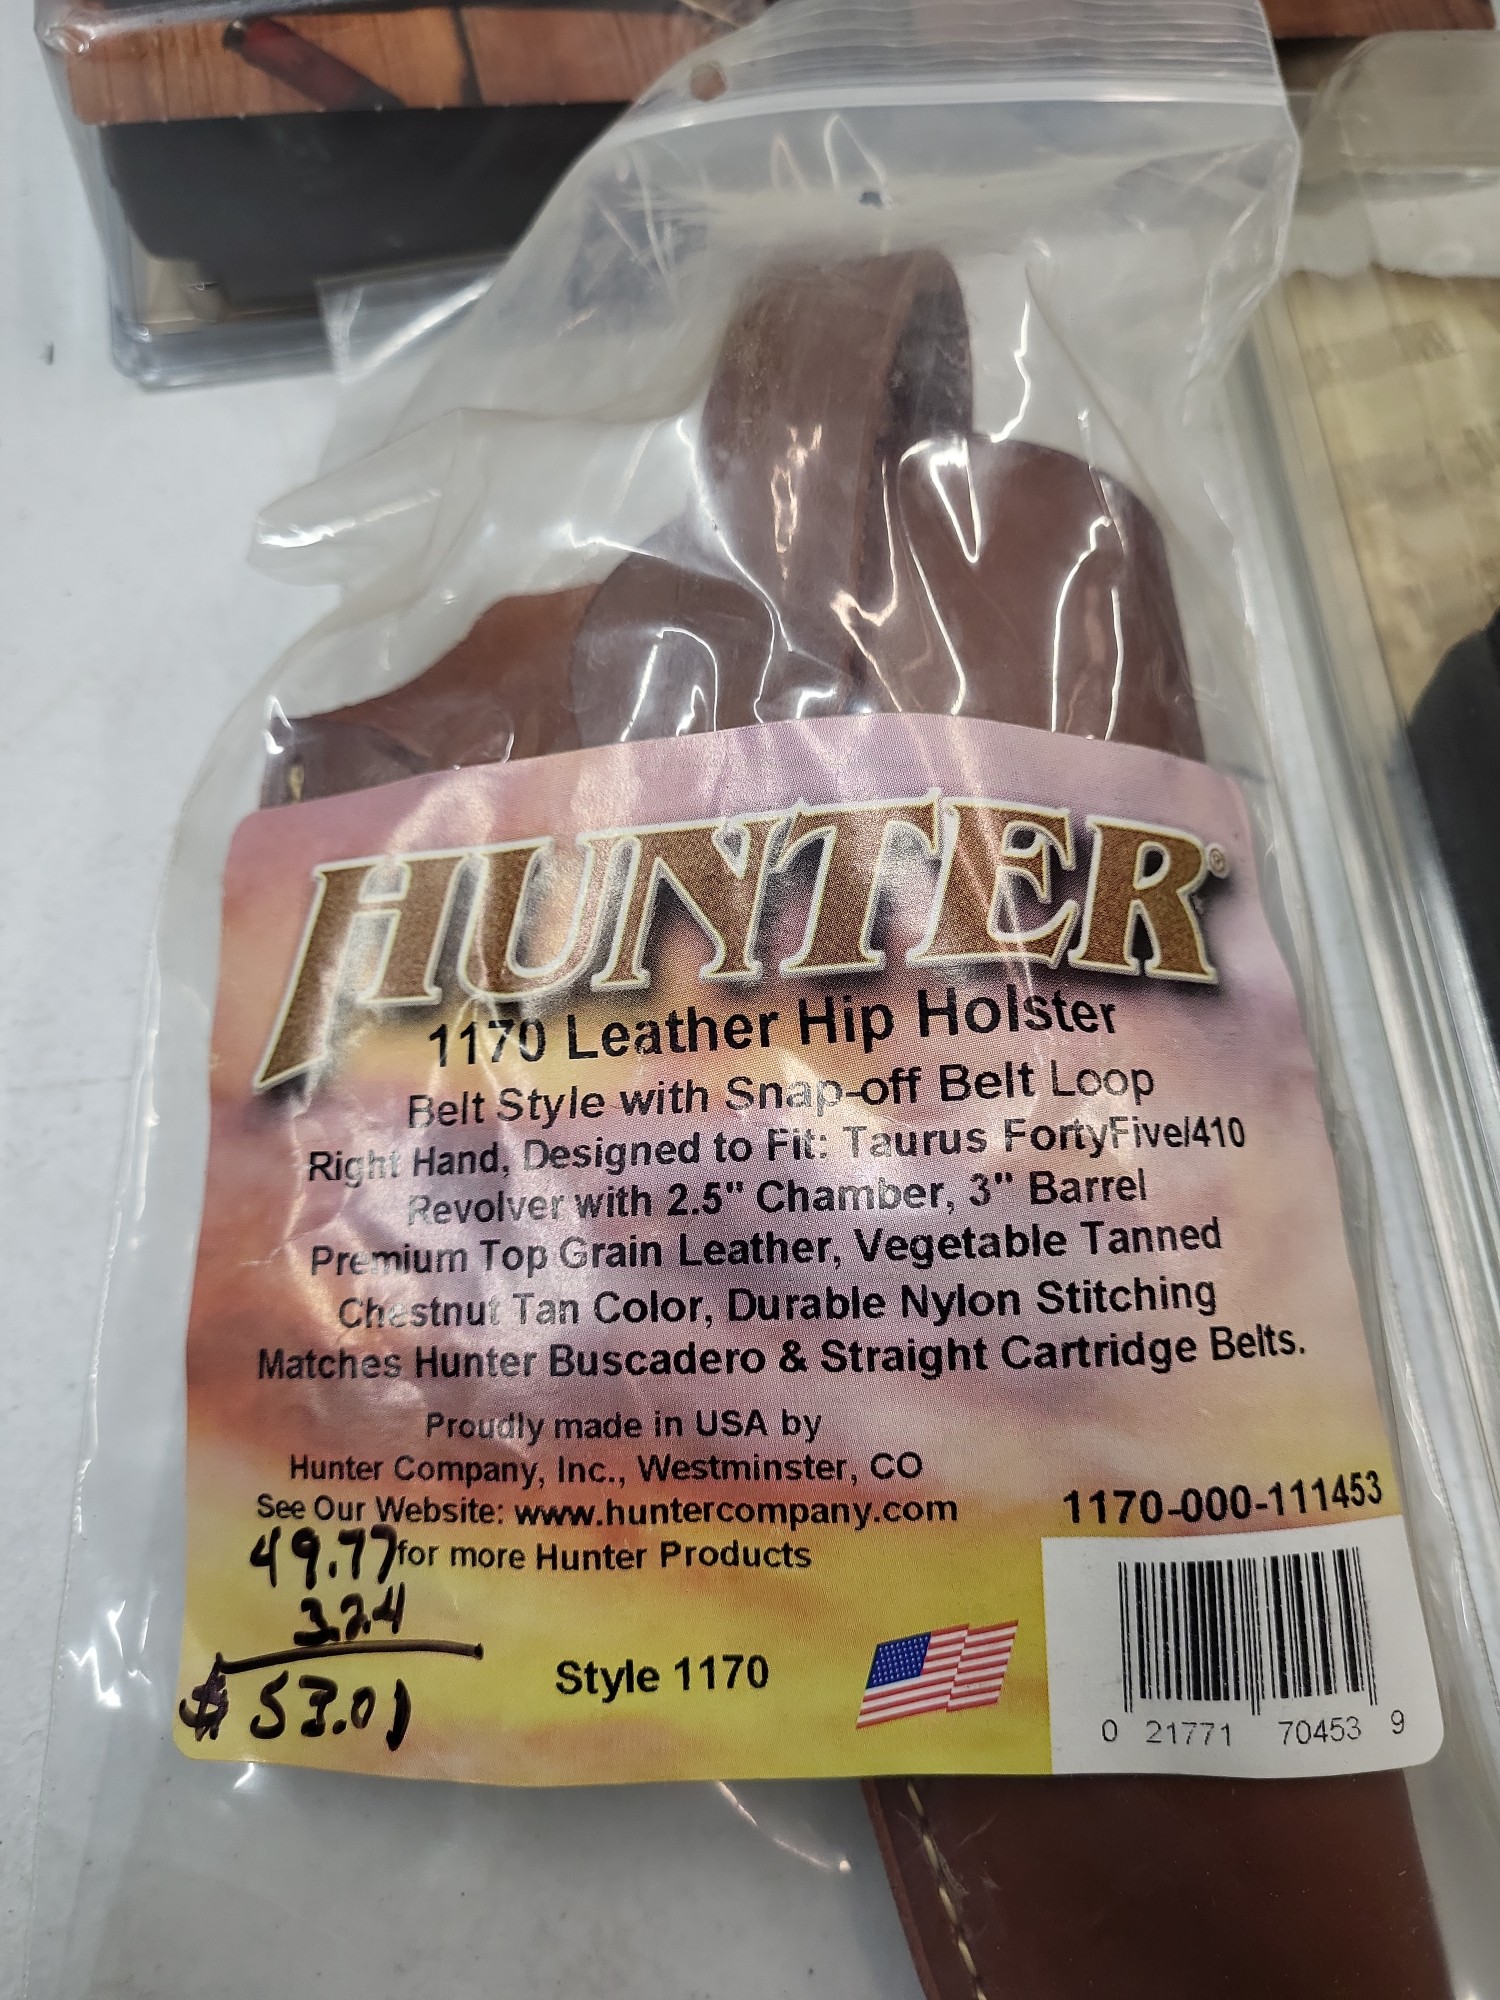 HUNTER®
1170 Leather Hip Holster
Belt Style with Snap-off Belt Loop
Right Hand, Designed to Fit: Taurus FortyFive/410
Revolver with 2.5" Chamber, 3" Barrel
Premium Top Grain Leather, Vegetable Tanned
Chestnut Tan Color, Durable Nylon Stitching
Matches Hunter Buscadero & Straight Cartridge Belts.
Proudly made in USA by
Hunter Company, Inc., Westminster, CO
See Our Website: www.huntercompany.com
for more Hunter Products
1170-000-111453
49.77
3.24
$ 53.01
Style 1170
0 21771 70453 9